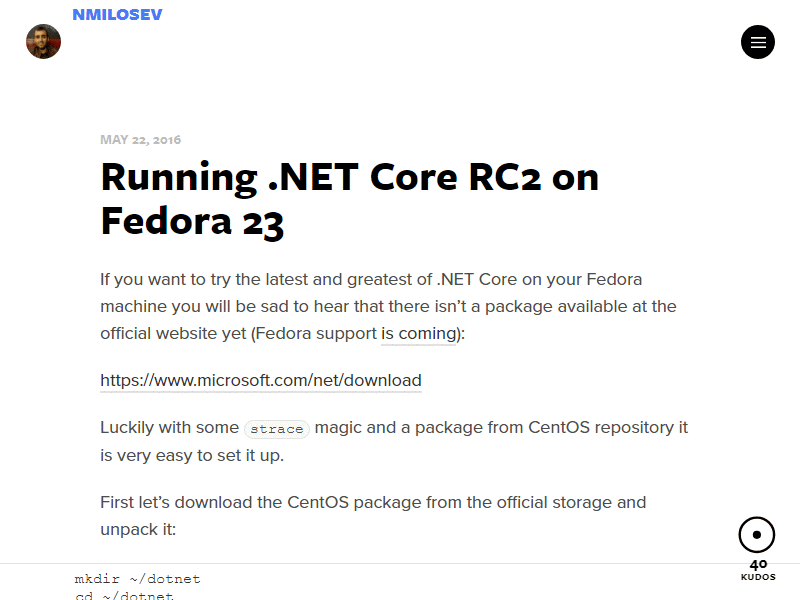 NMILOSEV
MAY 22, 2016
Running .NET Core RC2 on
Fedora 23
If you want to try the latest and greatest of .NET Core on your Fedora
machine you will be sad to hear that there isn’t a package available at the
official website yet (Fedora support is coming):
https://www.microsoft.com/net/download
Luckily with some strace magic and a package from CentOS repository it
is very easy to set it up.
First let’s download the CentOS package from the official storage and
unpack it:
40
KUDOS
mkdir ~/dotnet
cd ~/dotnet